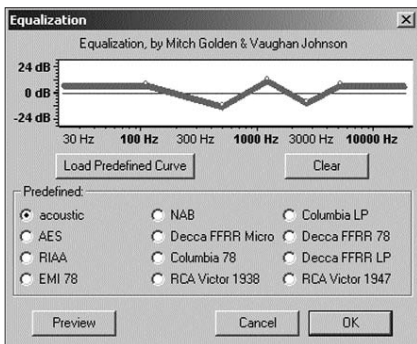 Equalization
Equalization, by Mitch Golden & Vaughan Johnson
24 dB
0 dB
-24 dB
30 Hz 100 Hz 300 Hz 1000 Hz 3000 Hz 10000 Hz
Load Predefined Curve Clear
Predefined:
acoustic NAB Columbia LP
AES Decca FFRR Micro Decca FFRR 78
RIAA Columbia 78 Decca FFRR LP
EMI 78 RCA Victor 1938 RCA Victor 1947
Preview Cancel OK